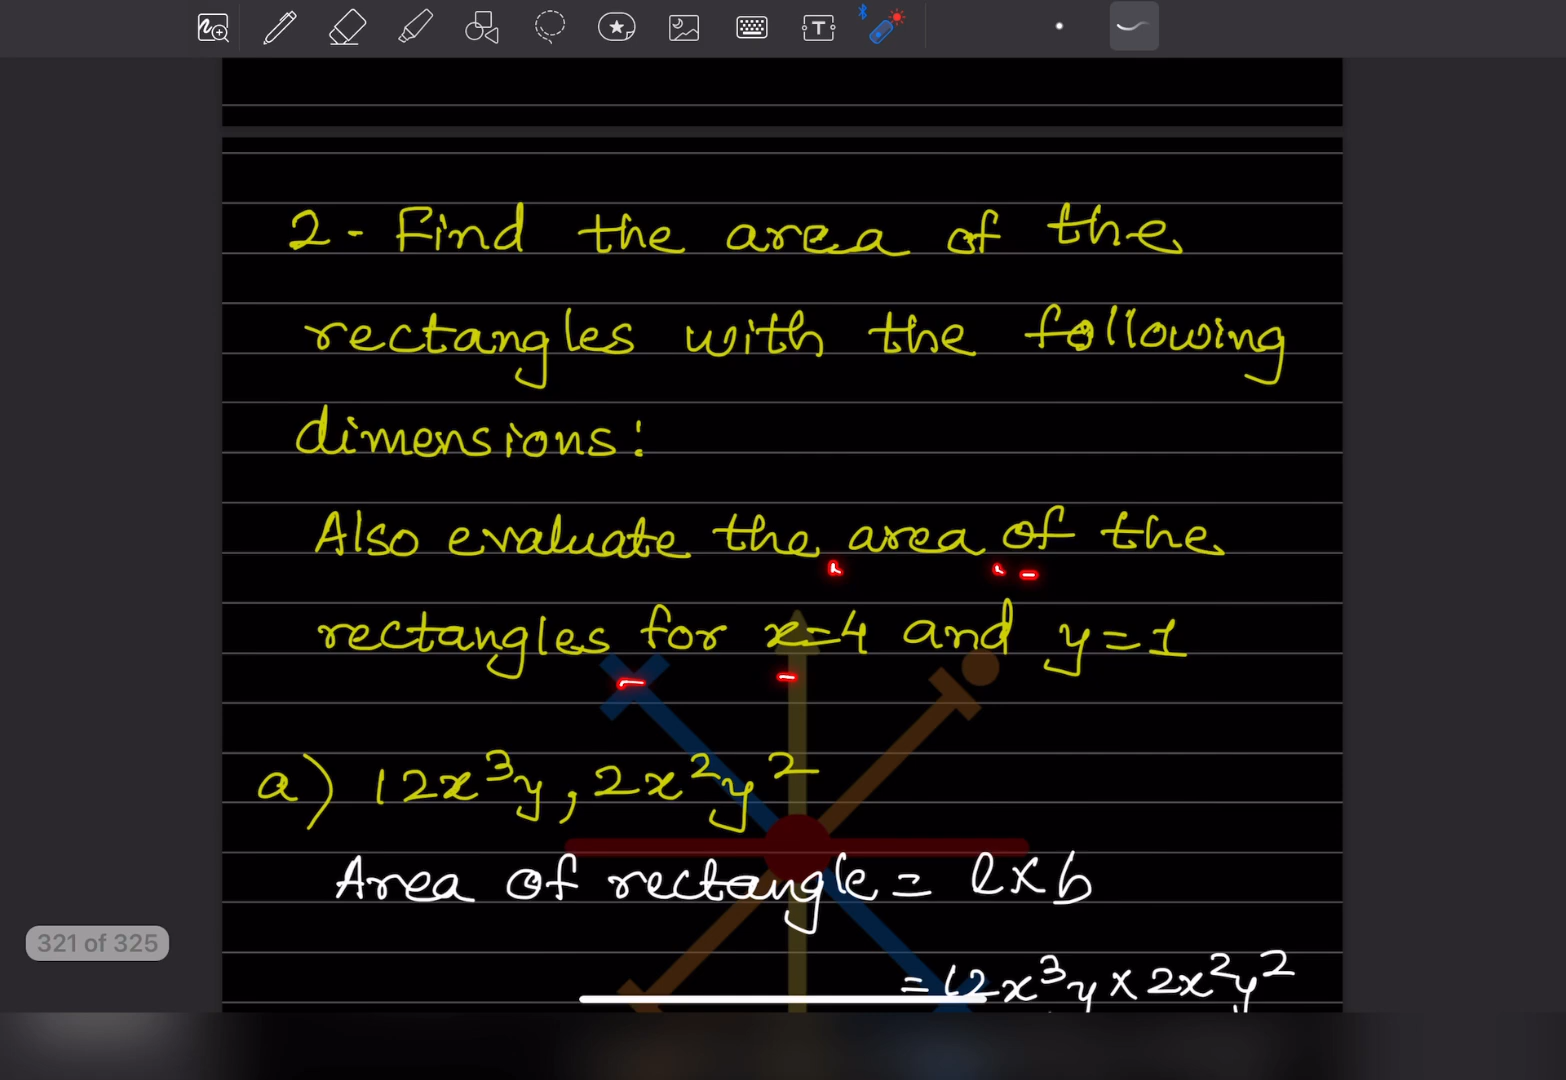 2- Find the area of the
rectangles with the following
dimensions:
Also evaluate the area of the
rectangles for x=4 and y=1
a) 12x³y, 2x²y²
Area of rectangle = l×b
= 12x³y × 2x²y²
321 of 325